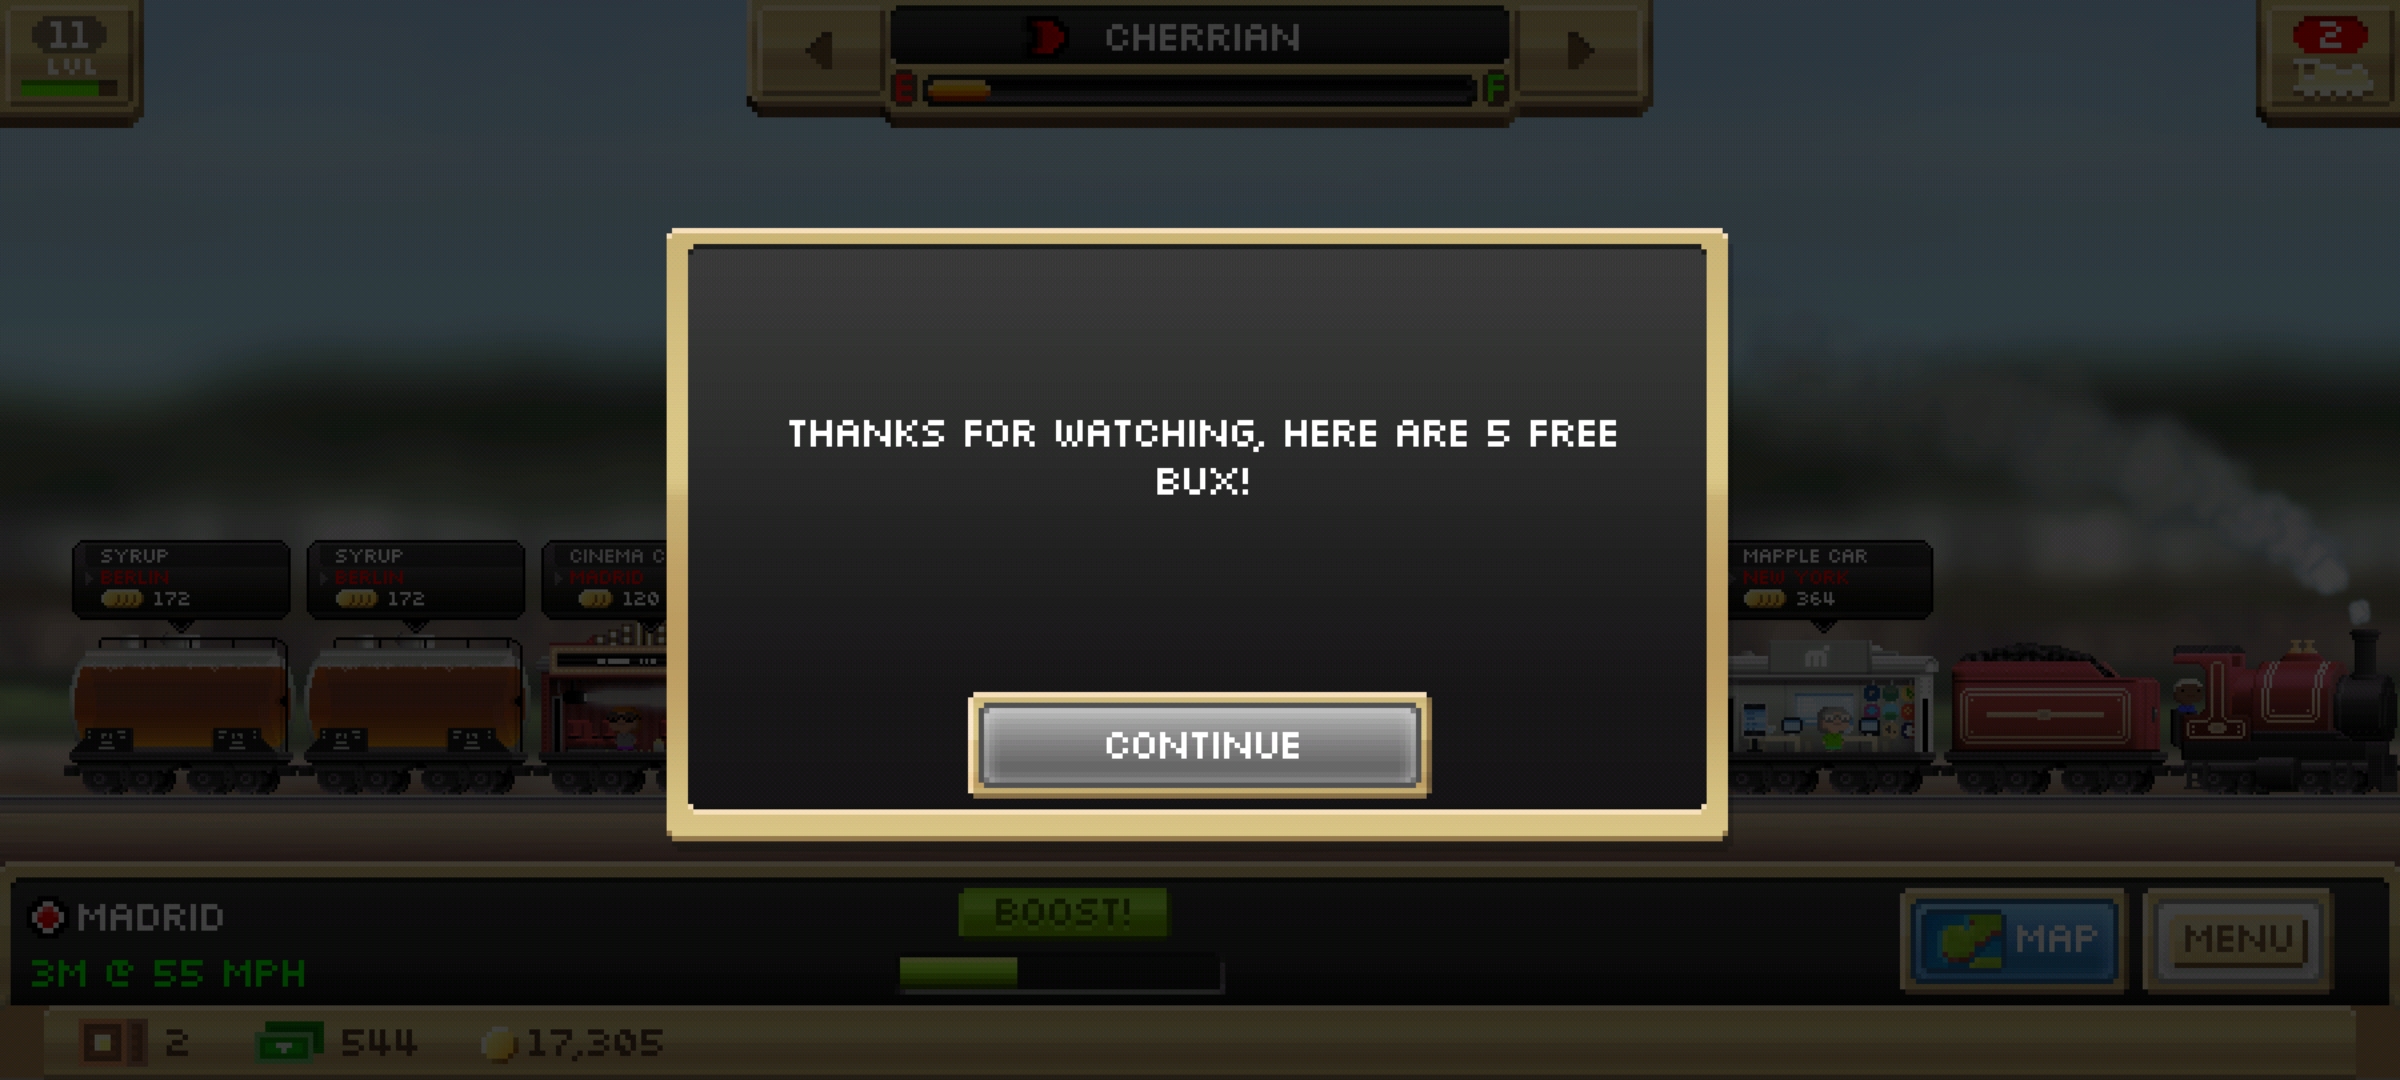 11
LVL
CHERRIAN
E
F
2
THANKS FOR WATCHING, HERE ARE 5 FREE
BUX!
SYRUP
BERLIN
172
SYRUP
BERLIN
172
CINEMA C
MADRID
120
MAPPLE CAR
NEW YORK
364
m
CONTINUE
MADRID
3M @ 55 MPH
BOOST!
MAP
MENU
2
544
17,305